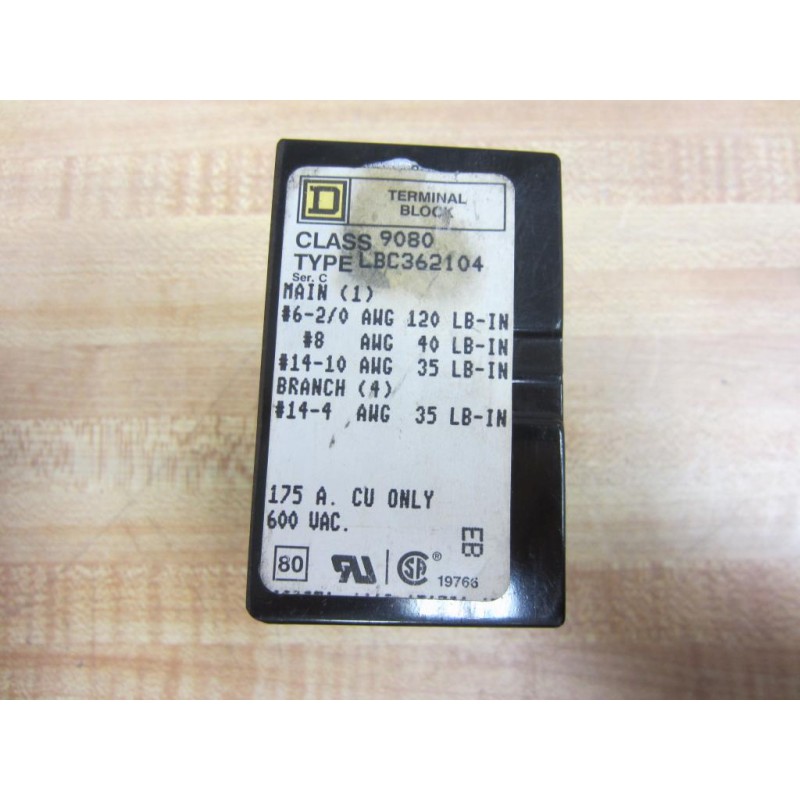 D
TERMINAL
BLOCK
CLASS 9080
TYPE LBC362104
Ser. C
MAIN (1)
#6-2/0 AWG 120 LB-IN
#8 AWG 40 LB-IN
#14-10 AWG 35 LB-IN
BRANCH (4)
#14-4 AWG 35 LB-IN
175 A. CU ONLY
600 VAC.
EB
80 RU SA ® 19766